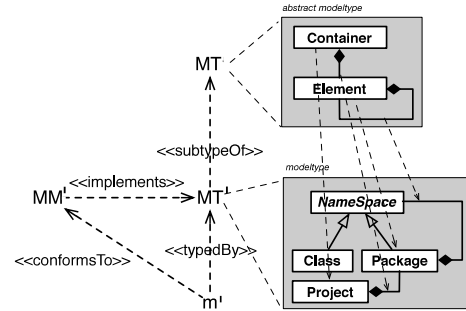 abstract modeltype
Container
MT
Element
<<subtypeOf>>
modeltype
<<implements>>
MM'
MT'
NameSpace
<<typedBy>>
<<conformsTo>>
Class
Package
Project
m'